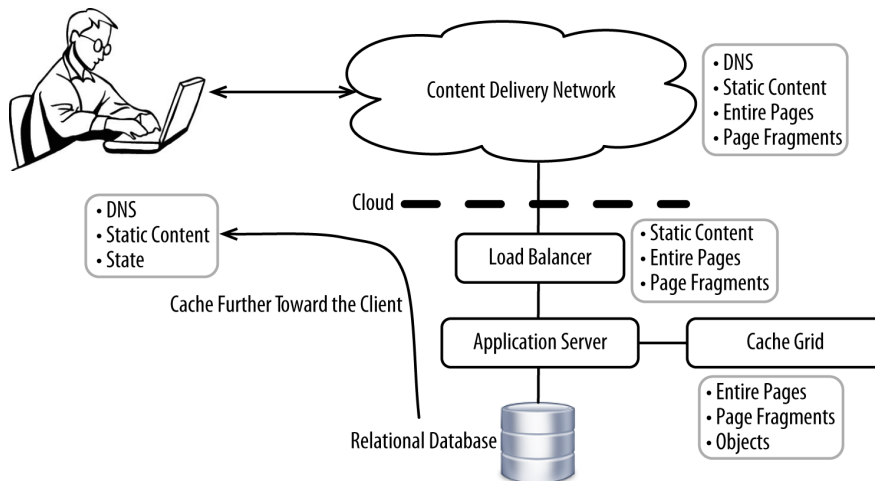 Content Delivery Network
• DNS
• Static Content
• Entire Pages
• Page Fragments
Cloud
• DNS
• Static Content
• State
Load Balancer
• Static Content
• Entire Pages
• Page Fragments
Cache Further Toward the Client
Application Server
Cache Grid
• Entire Pages
• Page Fragments
• Objects
Relational Database